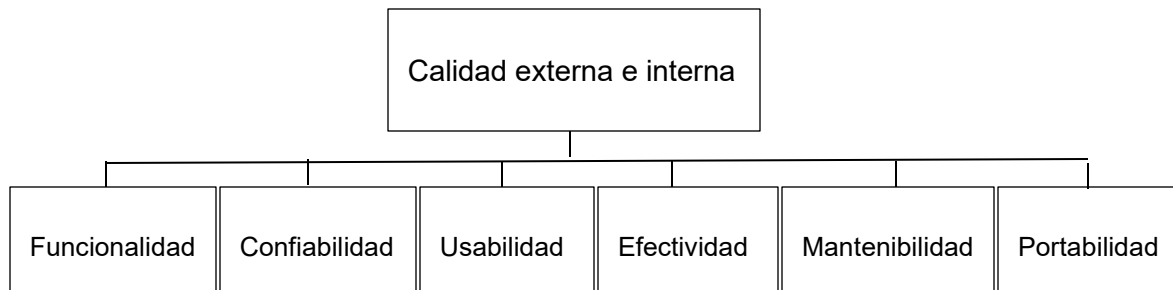 Calidad externa e interna
Funcionalidad
Confiabilidad
Usabilidad
Efectividad
Mantenibilidad
Portabilidad